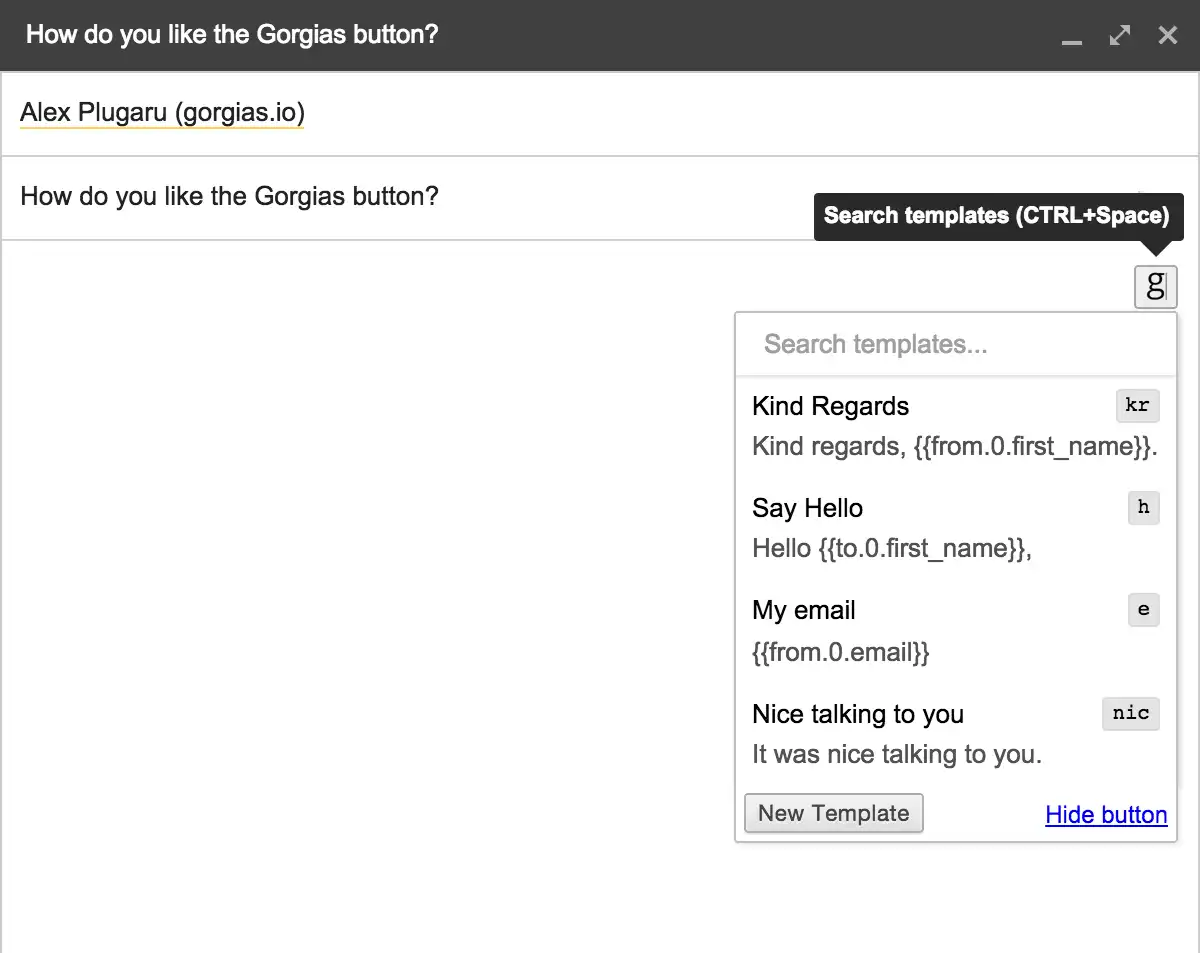 How do you like the Gorgias button?
Alex Plugaru (gorgias.io)
How do you like the Gorgias button?
Search templates (CTRL+Space)
g
Search templates...
Kind Regards kr
Kind regards, {{from.0.first_name}}.
Say Hello h
Hello {{to.0.first_name}},
My email e
{{from.0.email}}
Nice talking to you nic
It was nice talking to you.
New Template Hide button